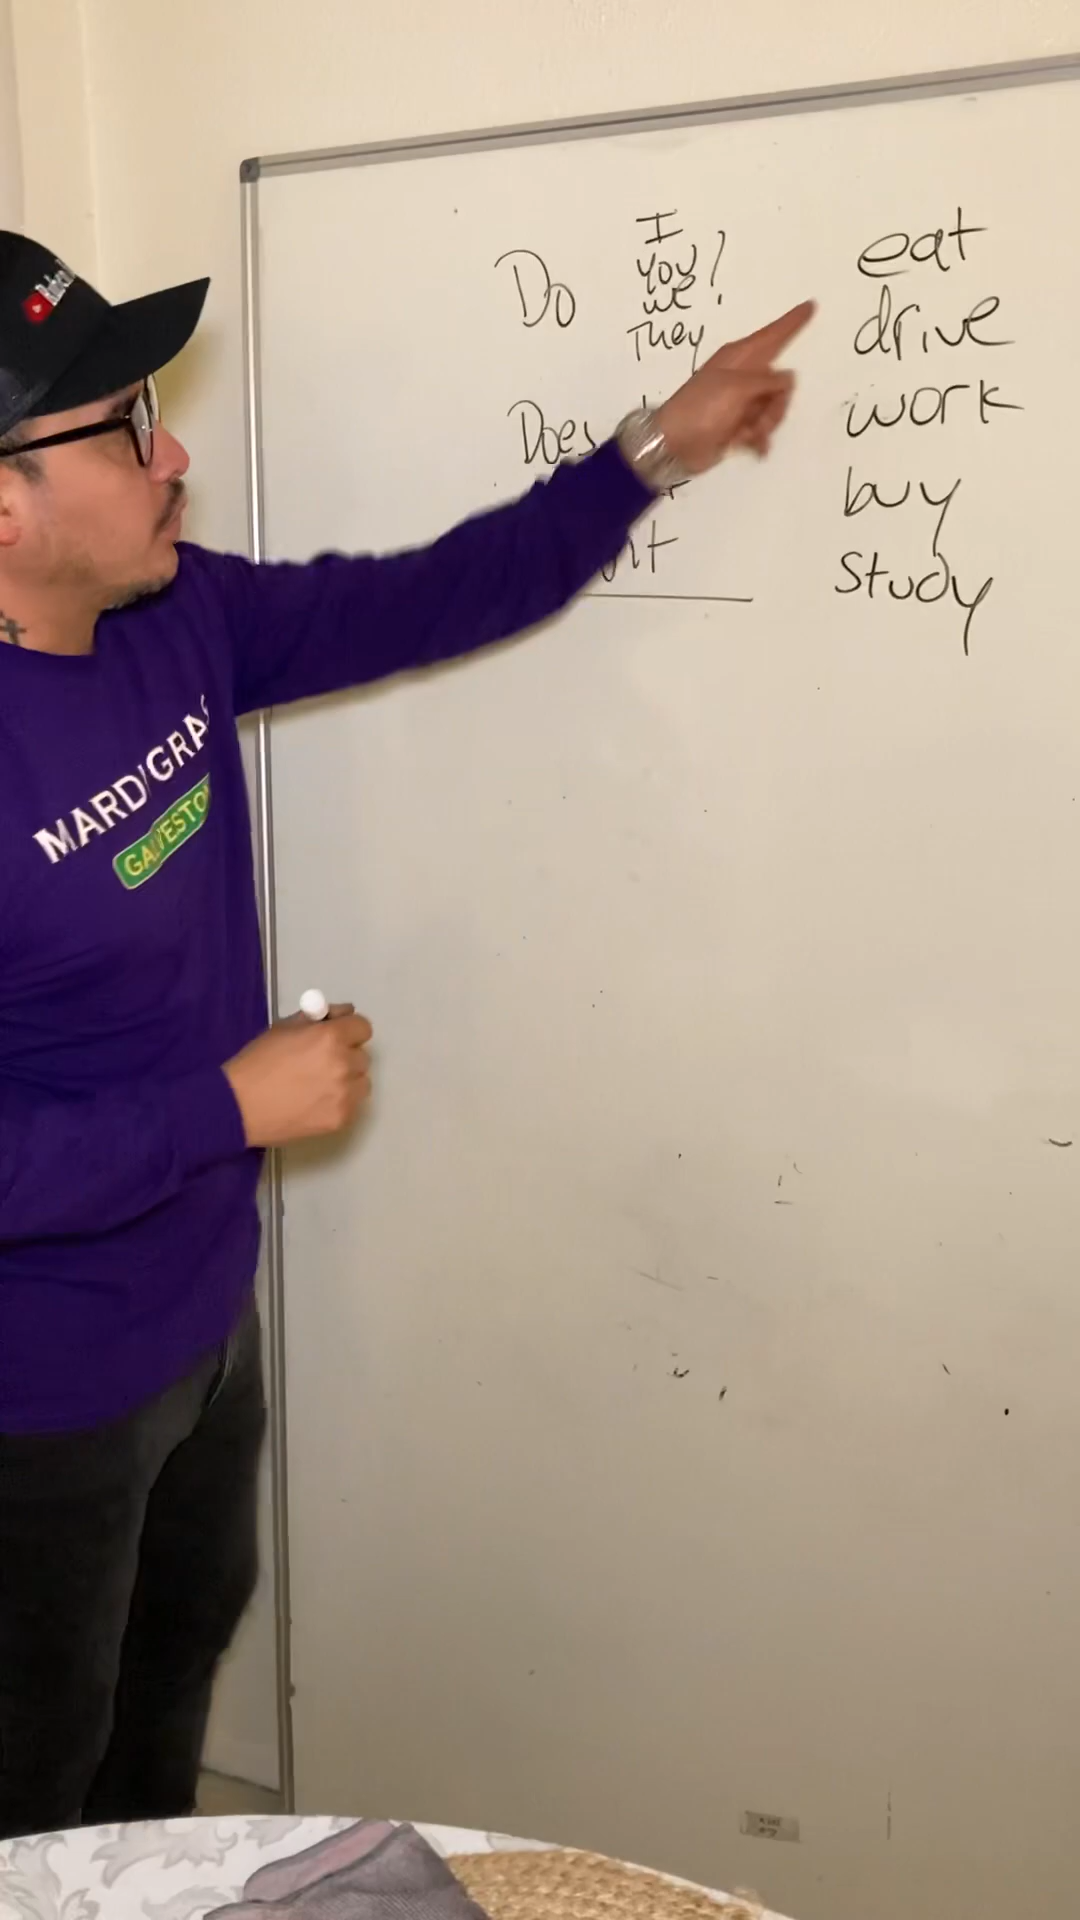 Do
I
you
we
They
?
Does
it
eat
drive
work
buy
study
MARDI GRAS
GALVESTON